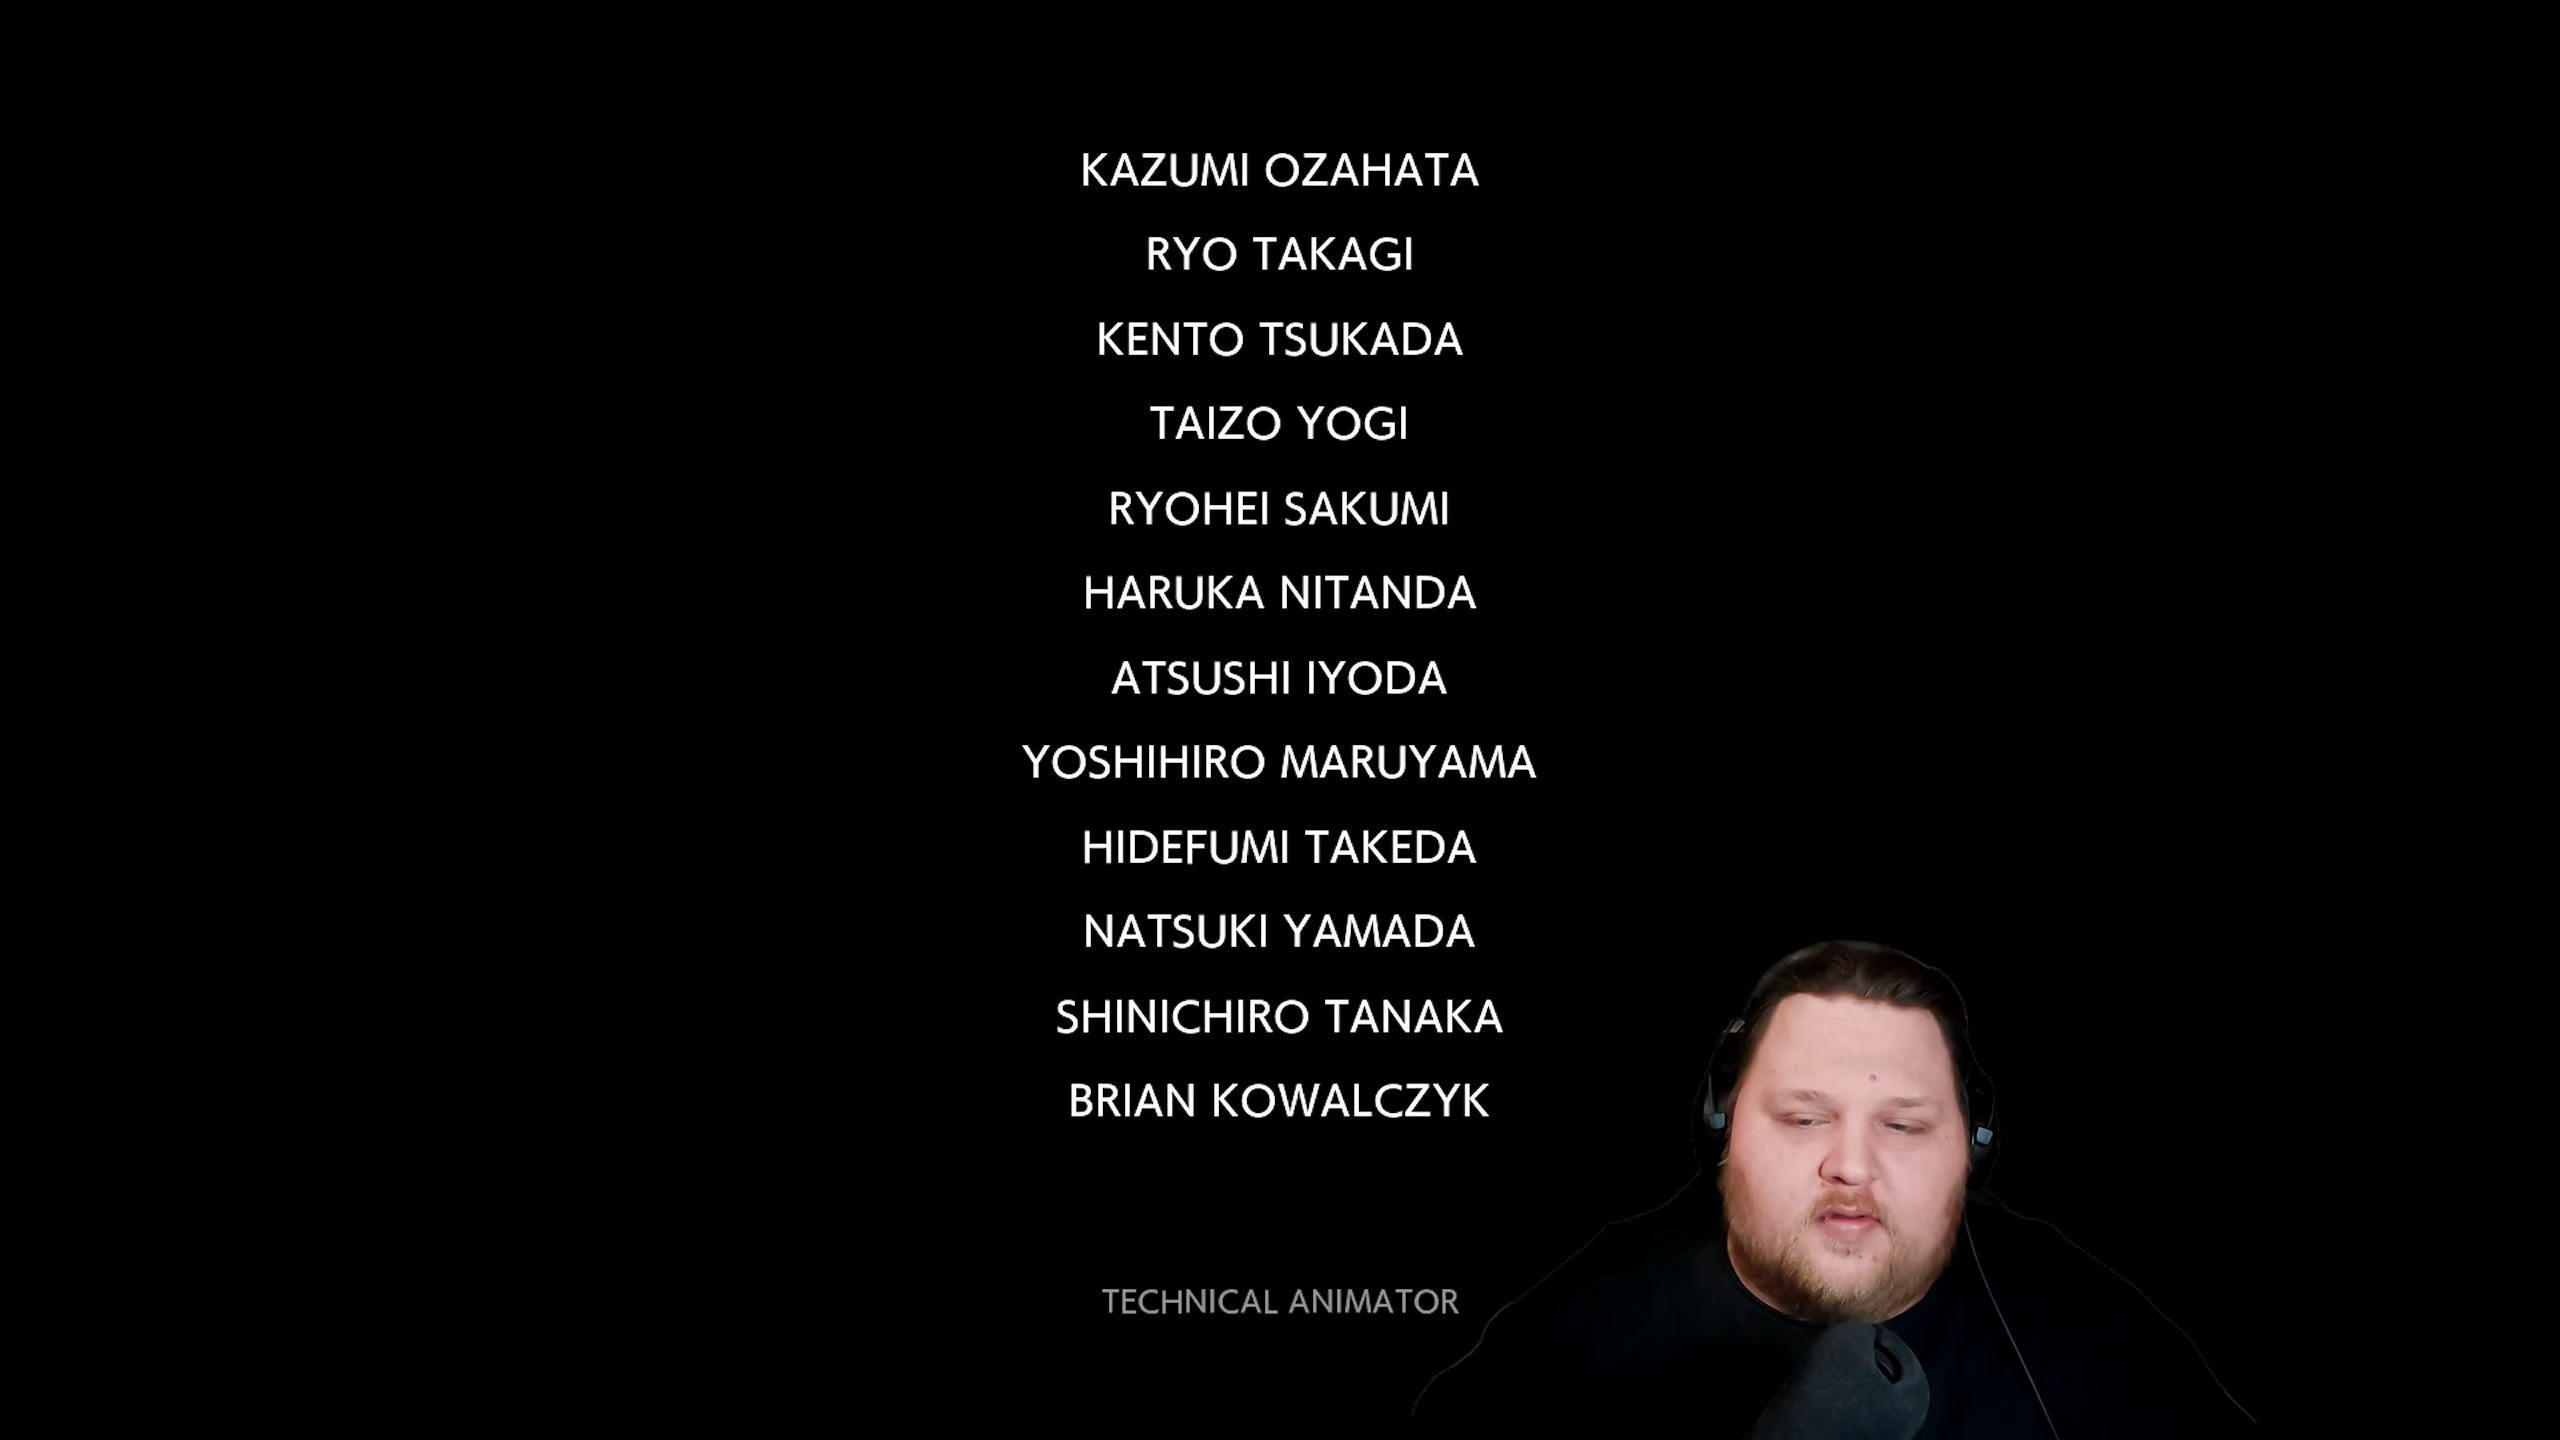 KAZUMI OZAHATA
RYO TAKAGI
KENTO TSUKADA
TAIZO YOGI
RYOHEI SAKUMI
HARUKA NITANDA
ATSUSHI IYODA
YOSHIHIRO MARUYAMA
HIDEFUMI TAKEDA
NATSUKI YAMADA
SHINICHIRO TANAKA
BRIAN KOWALCZYK
TECHNICAL ANIMATOR